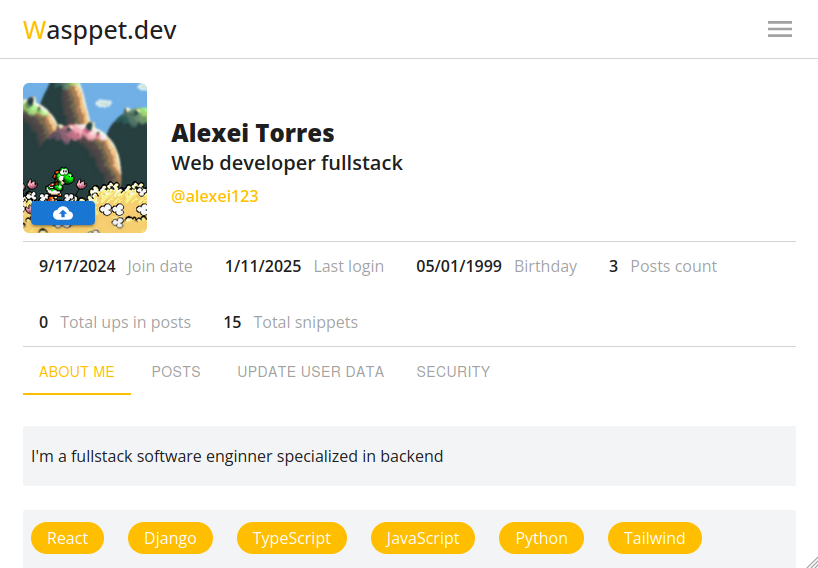 Wasppet.dev
Alexei Torres
Web developer fullstack
@alexei123
9/17/2024 Join date 1/11/2025 Last login 05/01/1999 Birthday 3 Posts count
0 Total ups in posts 15 Total snippets
ABOUT ME POSTS UPDATE USER DATA SECURITY
I'm a fullstack software enginner specialized in backend
React Django TypeScript JavaScript Python Tailwind